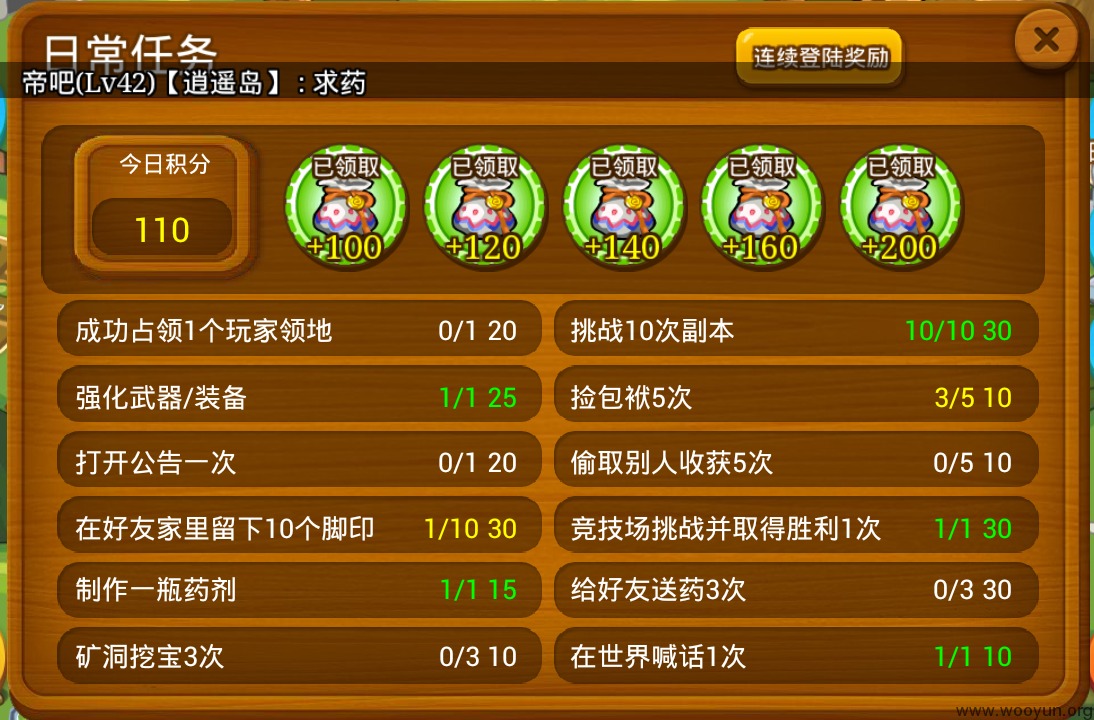 日常任务
连续登陆奖励
帝吧(Lv42)【逍遥岛】:求药
今日积分
110
已领取 已领取 已领取 已领取 已领取
+100 +120 +140 +160 +200
成功占领1个玩家领地 0/1 20
挑战10次副本 10/10 30
强化武器/装备 1/1 25
捡包袱5次 3/5 10
打开公告一次 0/1 20
偷取别人收获5次 0/5 10
在好友家里留下10个脚印 1/10 30
竞技场挑战并取得胜利1次 1/1 30
制作一瓶药剂 1/1 15
给好友送药3次 0/3 30
矿洞挖宝3次 0/3 10
在世界喊话1次 1/1 10
www.wooyun.org